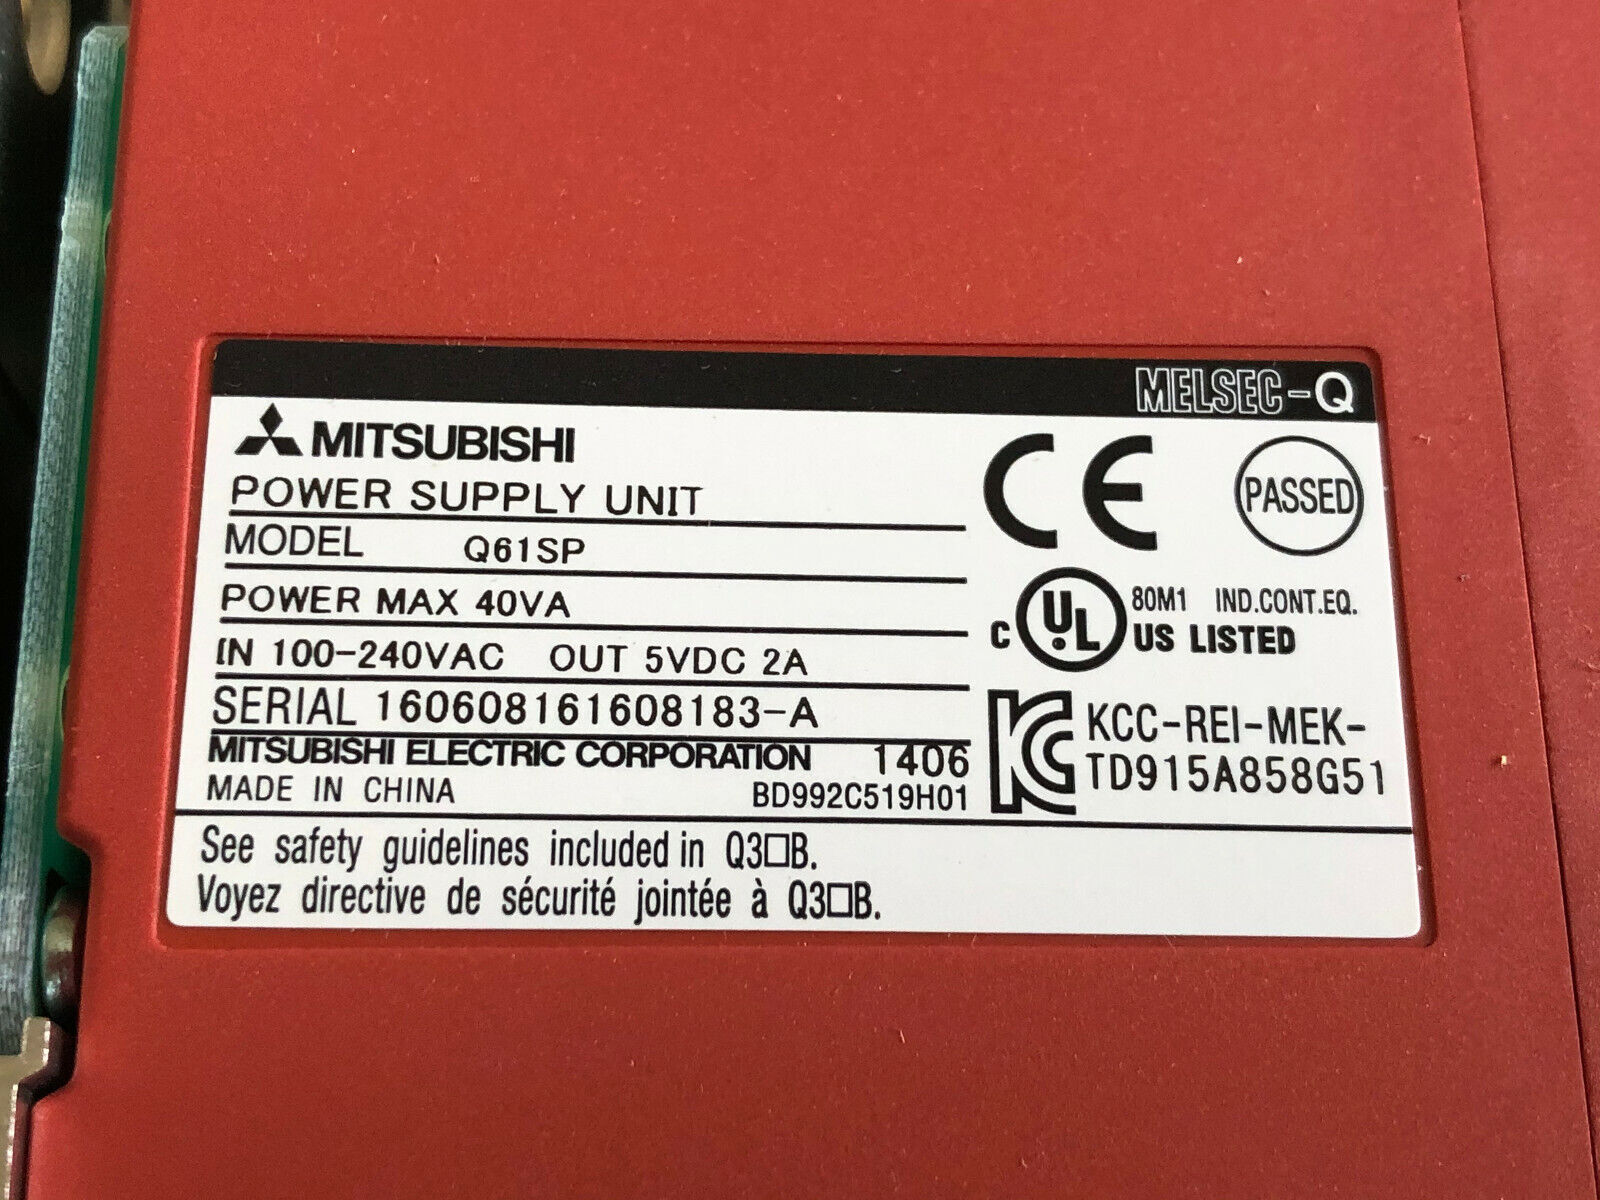 MELSEC-Q
MITSUBISHI
POWER SUPPLY UNIT
MODEL Q61SP
POWER MAX 40VA
IN 100-240VAC OUT 5VDC 2A
SERIAL 160608161608183-A
MITSUBISHI ELECTRIC CORPORATION 1406
MADE IN CHINA BD992C519H01
CE
PASSED
C UL US LISTED 80M1 IND.CONT.EQ.
KC KCC-REI-MEK-
TD915A858G51
See safety guidelines included in Q3□B.
Voyez directive de sécurité jointée à Q3□B.